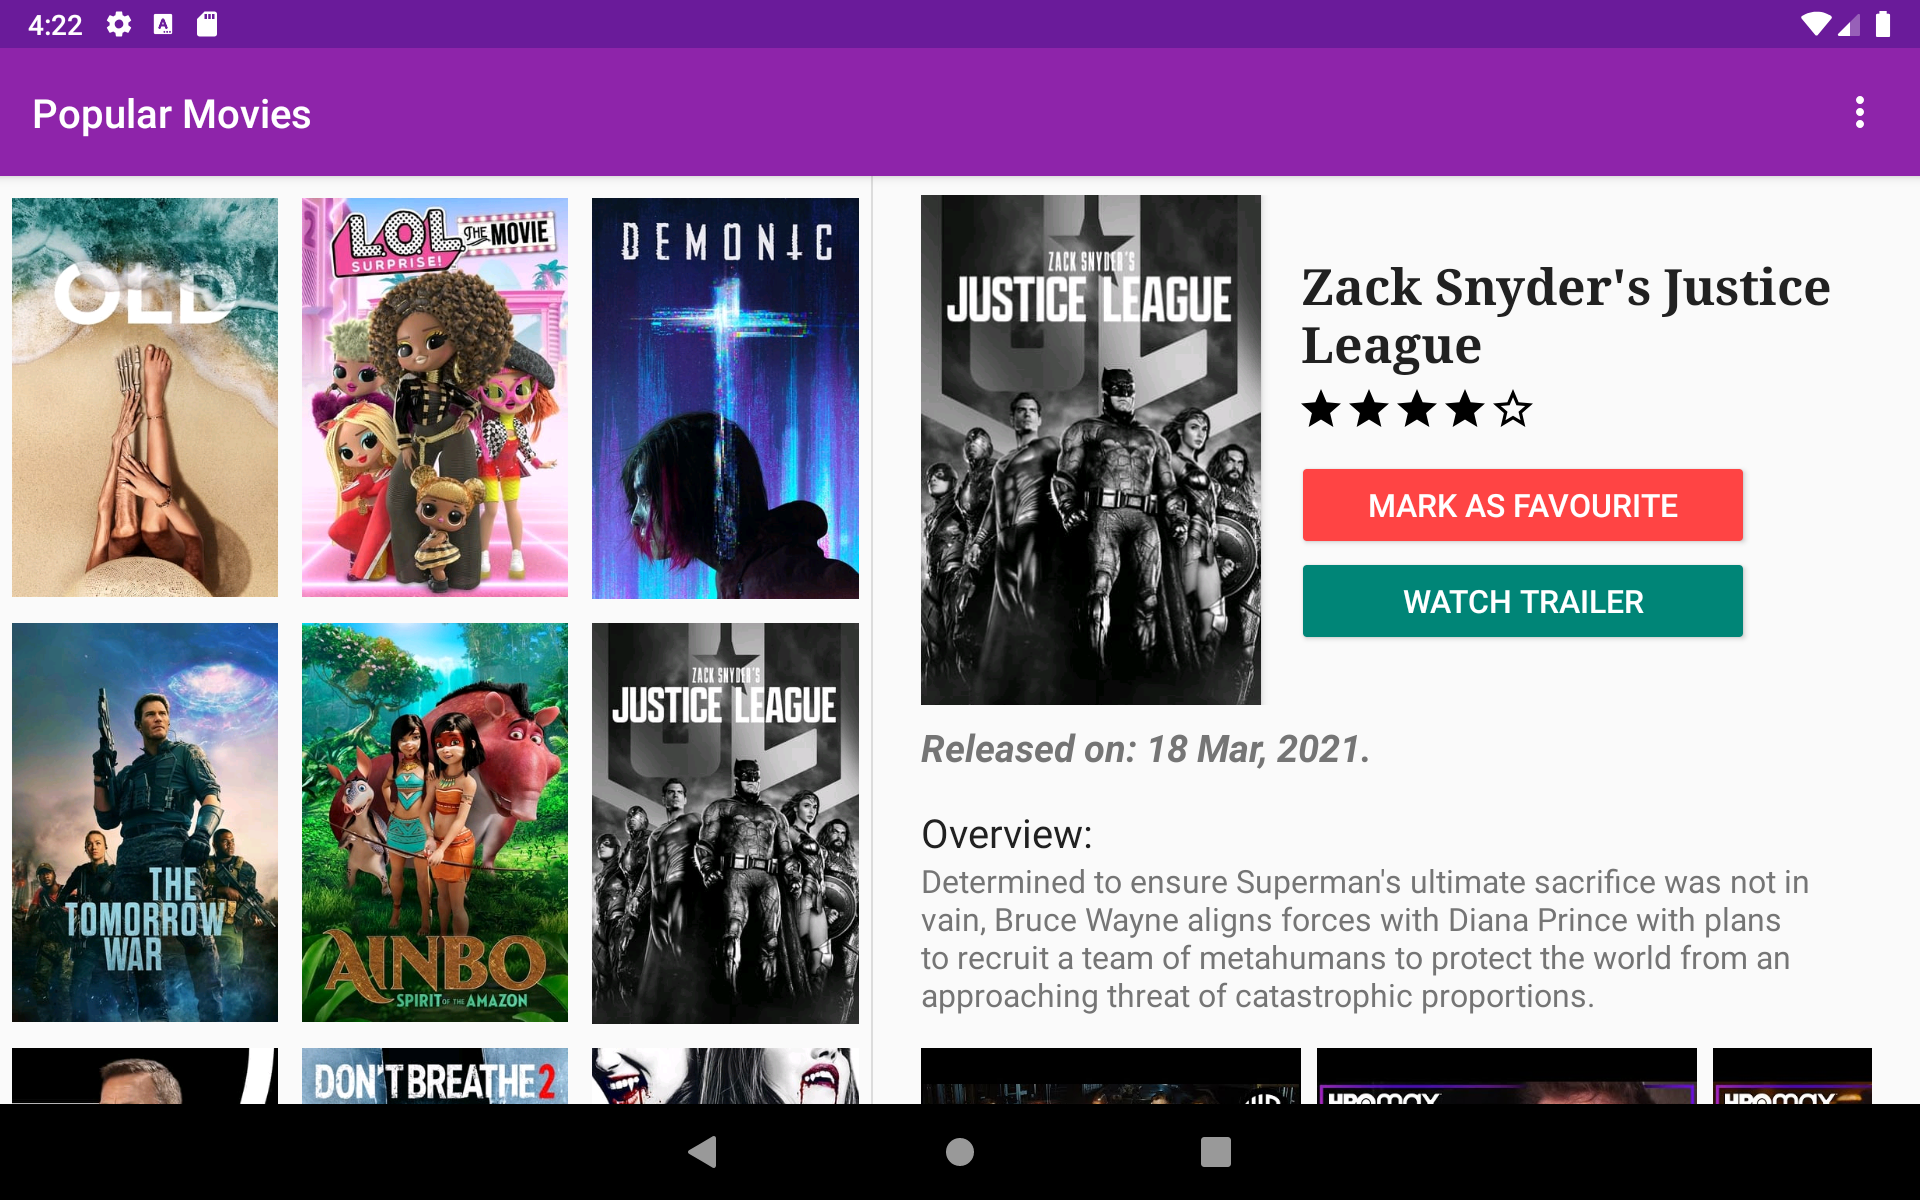 4:22
Popular Movies
OLD
L.O.L. SURPRISE! THE MOVIE
DEMONIC
THE
TOMORROW
WAR
AINBO
SPIRIT OF THE AMAZON
ZACK SNYDER'S
JUSTICE LEAGUE
DON'T BREATHE 2
ZACK SNYDER'S
JUSTICE LEAGUE
Zack Snyder's Justice
League
MARK AS FAVOURITE
WATCH TRAILER
Released on: 18 Mar, 2021.
Overview:
Determined to ensure Superman's ultimate sacrifice was not in
vain, Bruce Wayne aligns forces with Diana Prince with plans
to recruit a team of metahumans to protect the world from an
approaching threat of catastrophic proportions.
HBO max
HBO max